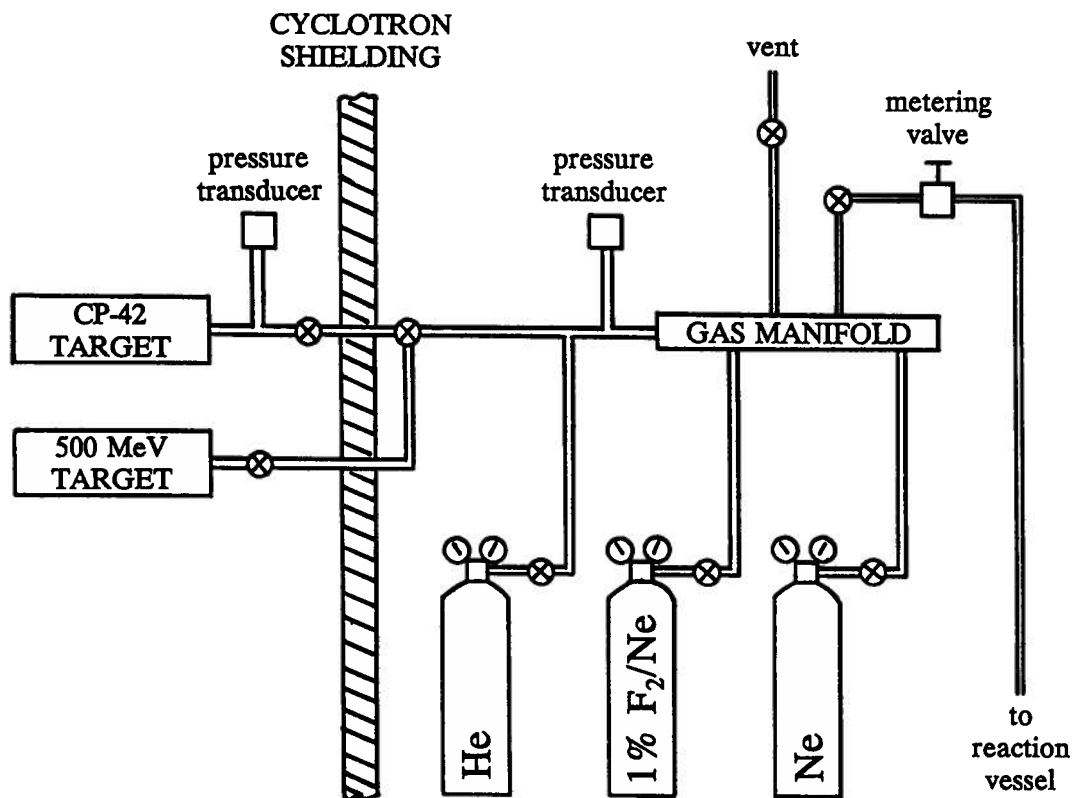 CYCLOTRON
SHIELDING
vent
metering
valve
pressure
transducer
pressure
transducer
CP-42
TARGET
GAS MANIFOLD
500 MeV
TARGET
He
1% F₂/Ne
Ne
to
reaction
vessel